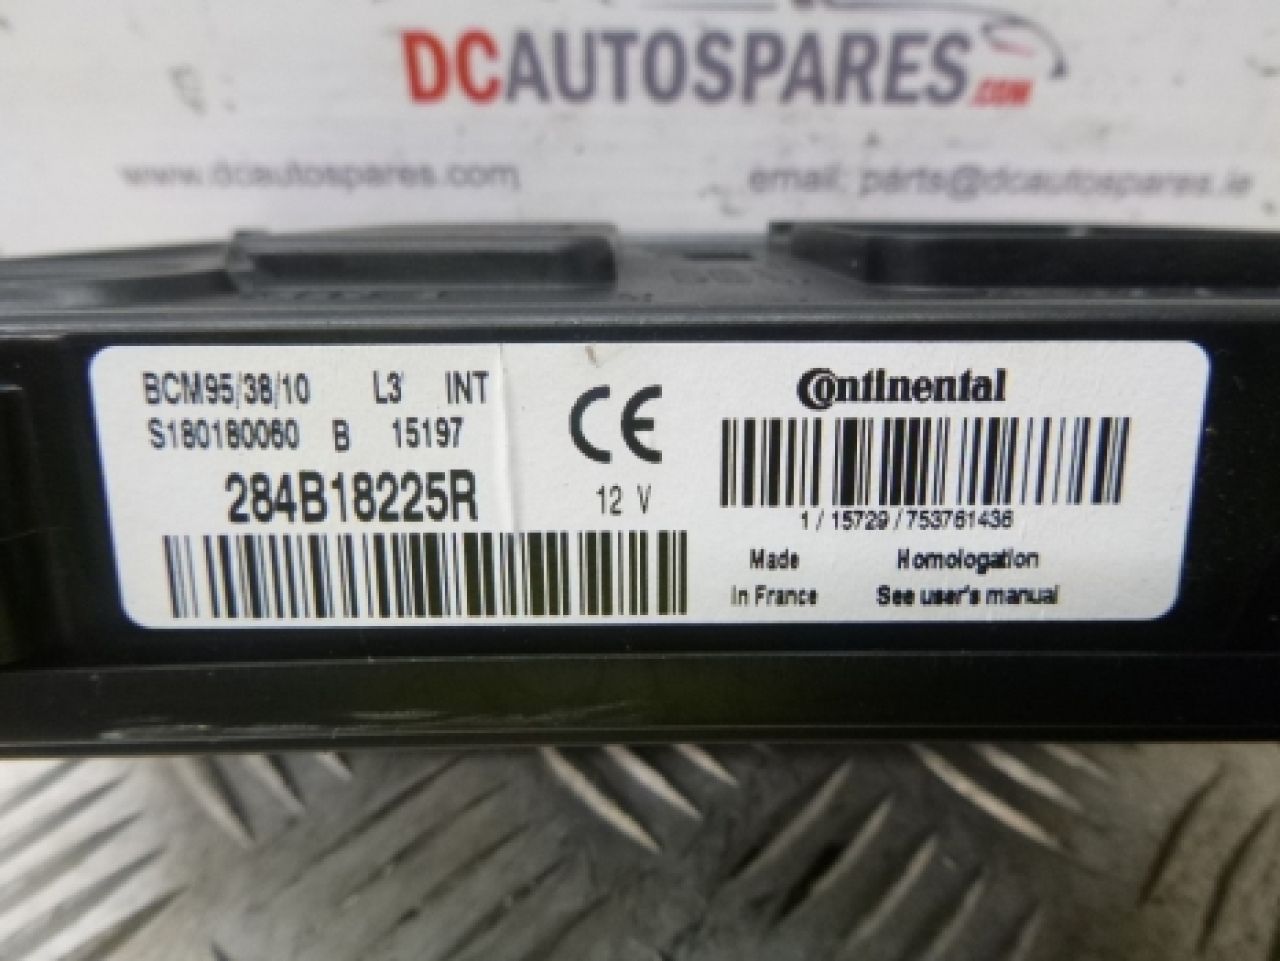 DCAUTOSPARES.COM
www.dcautospares.com email: parts@dcautospares.ie
BCM95/38/10 L3 INT
S180180060 B 15197
284B18225R
CE
12 V
Continental
1 / 15729 / 753761436
Made Homologation
in France See user's manual